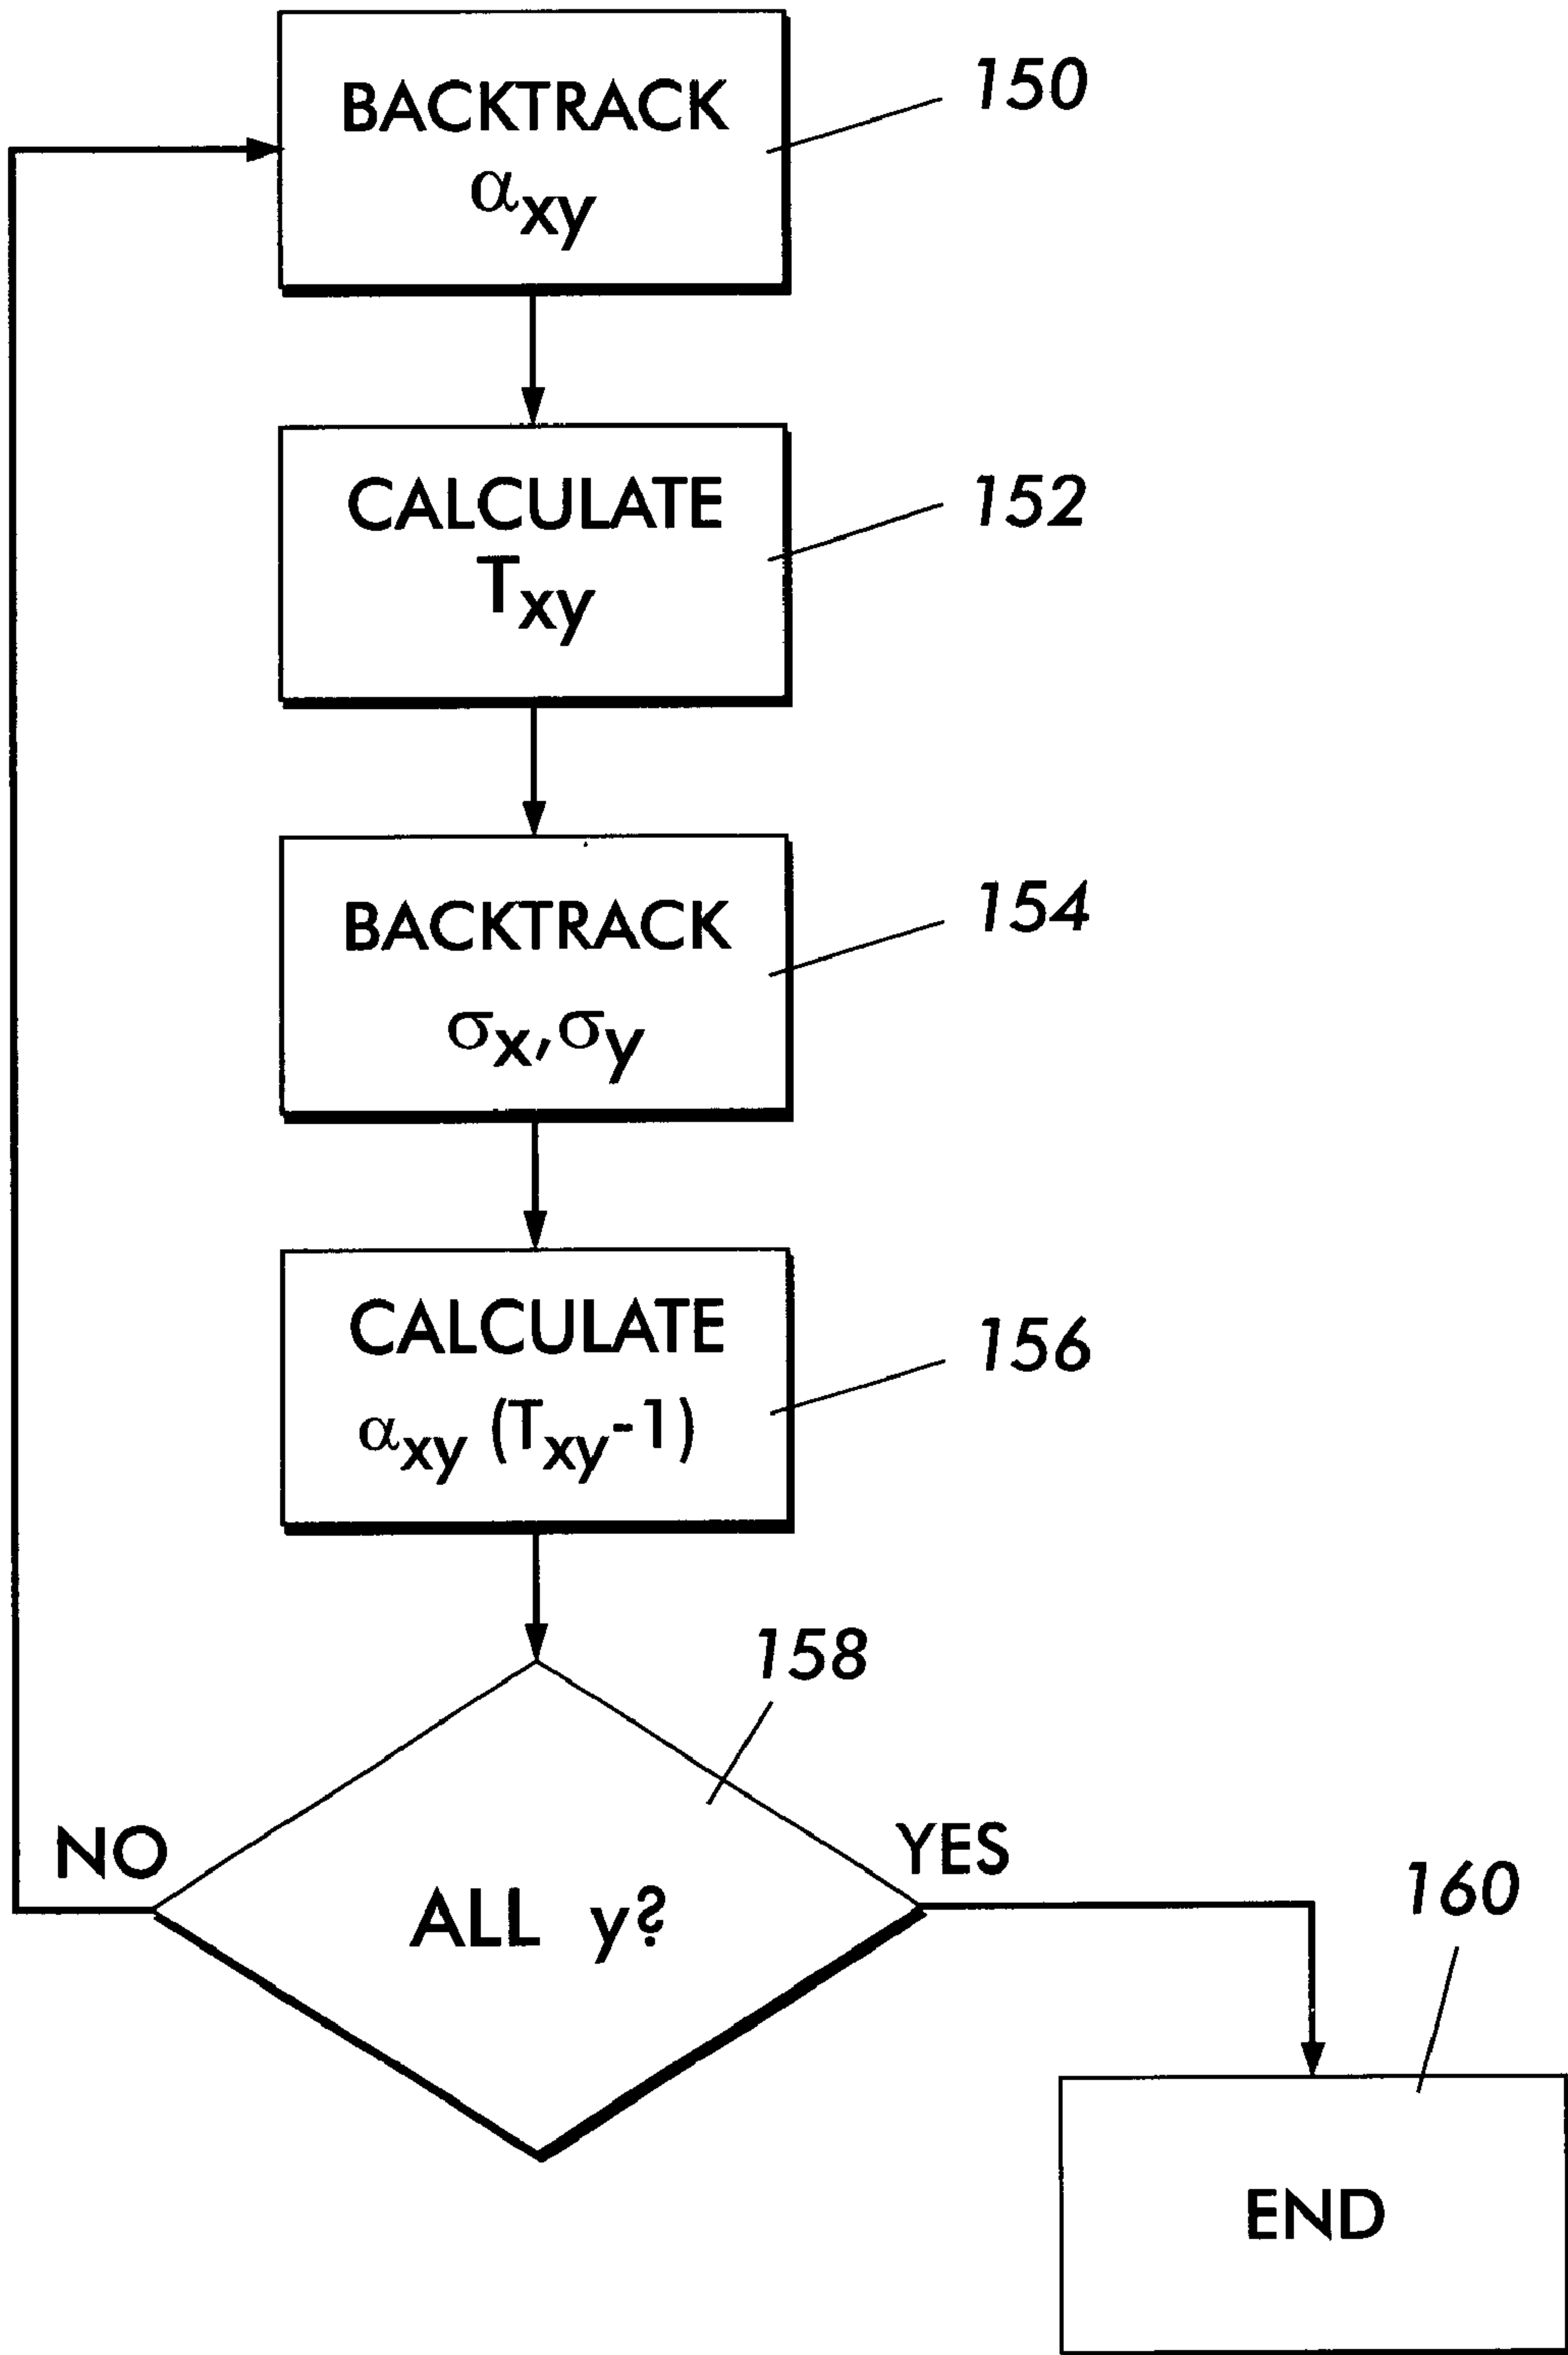 BACKTRACK
αxy
150
CALCULATE
Txy
152
BACKTRACK
σx,σy
154
CALCULATE
αxy (Txy-1)
156
158
NO
YES
ALL y?
160
END